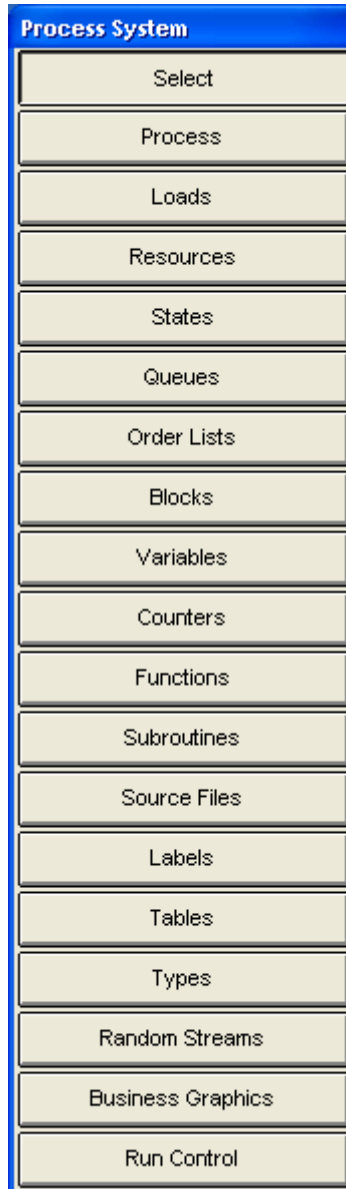 Process System
Select
Process
Loads
Resources
States
Queues
Order Lists
Blocks
Variables
Counters
Functions
Subroutines
Source Files
Labels
Tables
Types
Random Streams
Business Graphics
Run Control